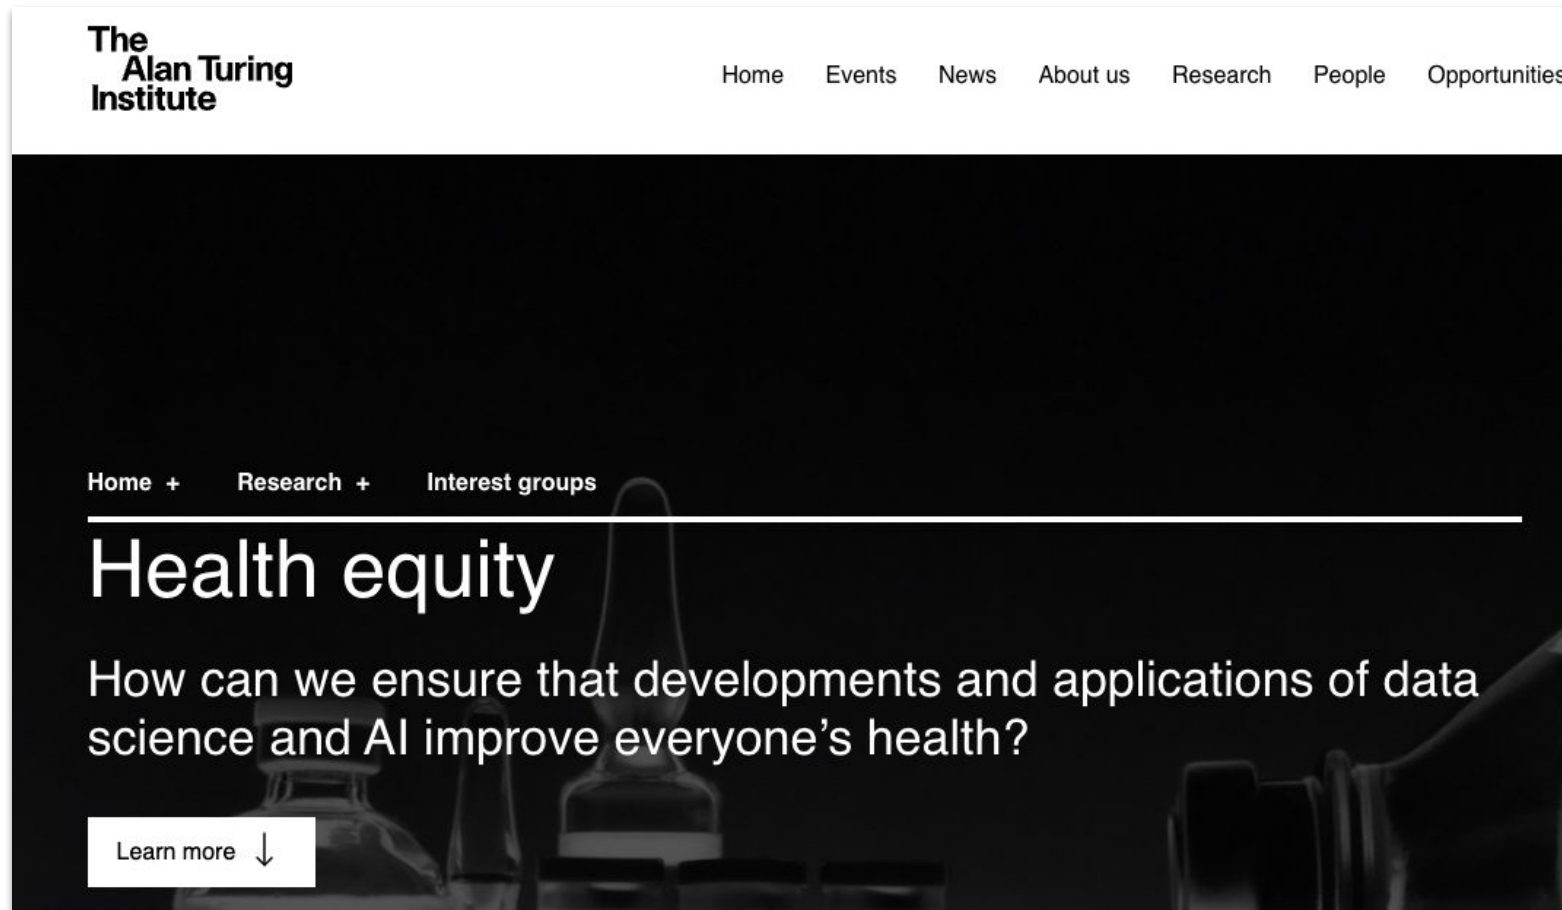 The
Alan Turing
Institute
Home Events News About us Research People Opportunities
Home + Research + Interest groups
Health equity
How can we ensure that developments and applications of data
science and AI improve everyone’s health?
Learn more ↓